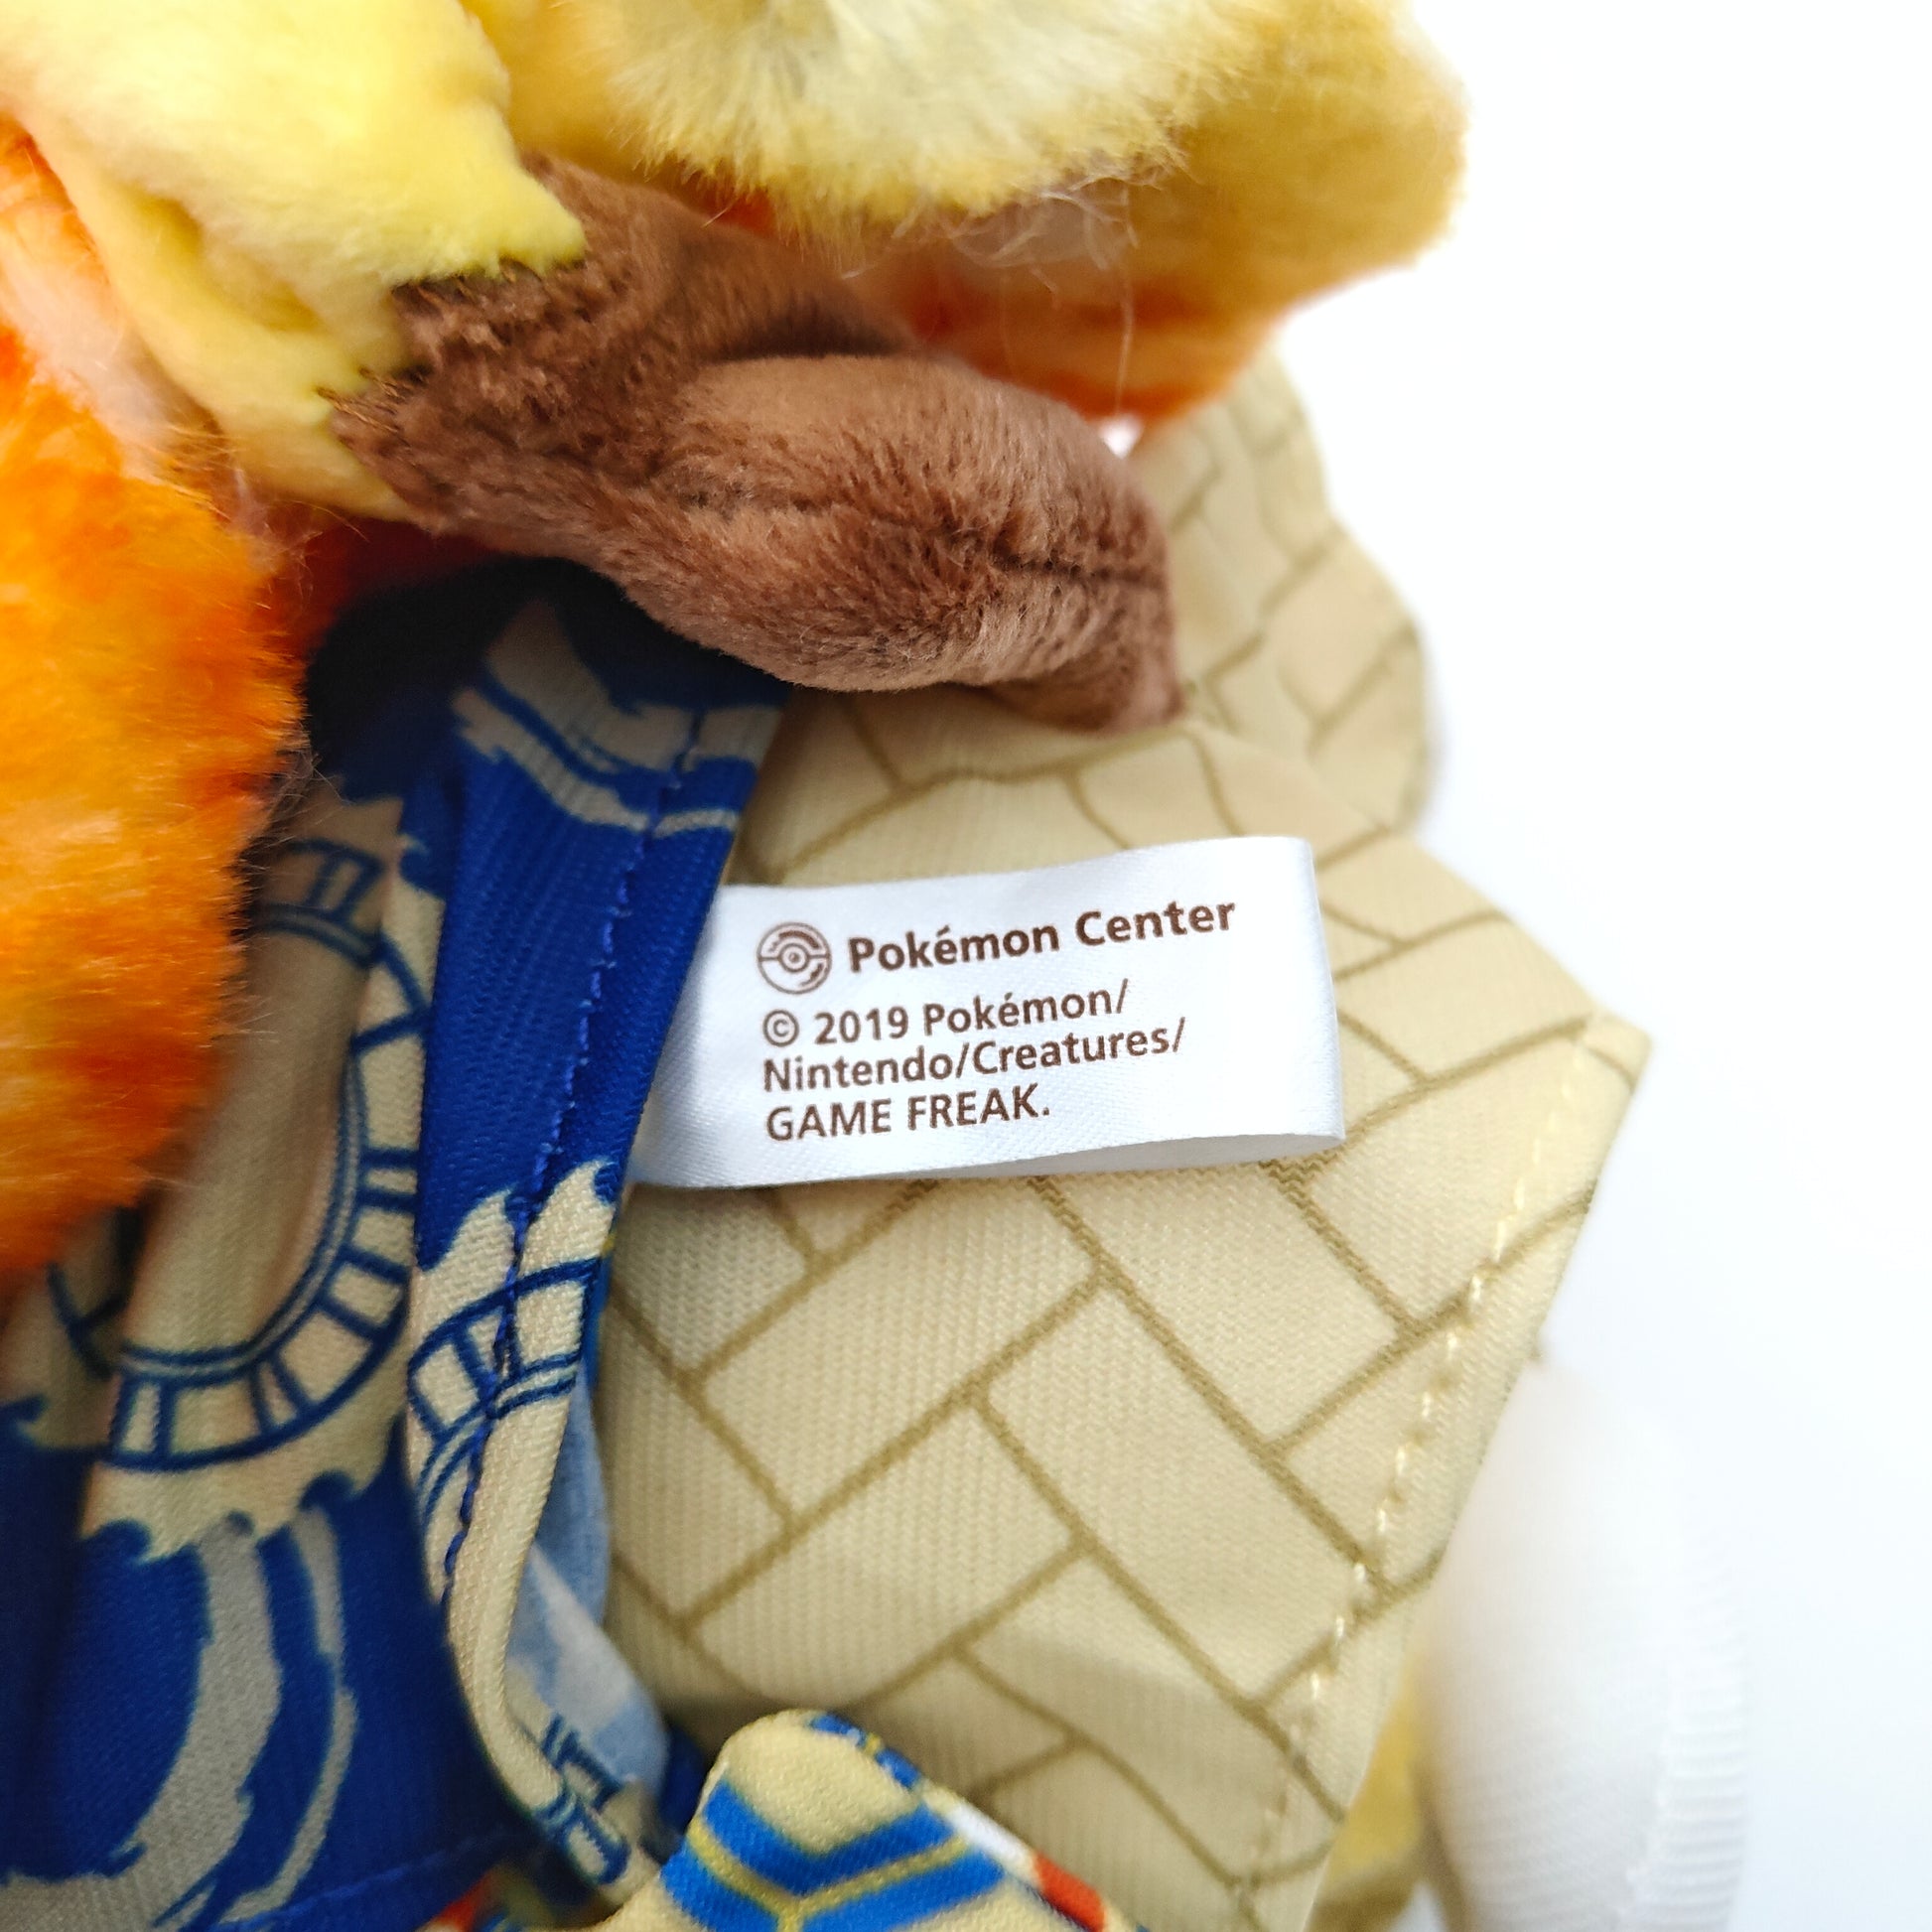 Pokémon Center
© 2019 Pokémon/
Nintendo/Creatures/
GAME FREAK.